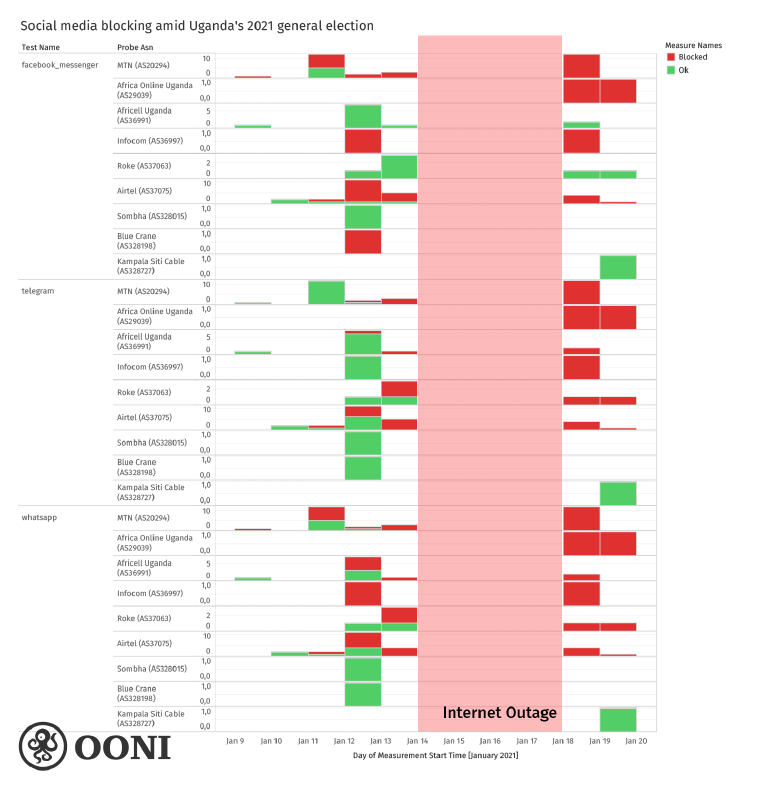 Social media blocking amid Uganda's 2021 general election
Test Name Probe Asn
Measure Names
Blocked
Ok
facebook_messenger MTN (AS20294) 10 0
Africa Online Uganda (AS29039) 1,0 0,0
Africell Uganda (AS36991) 5 0
Infocom (AS36997) 1,0 0,0
Roke (AS37063) 2 0
Airtel (AS37075) 10 0
Sombha (AS328015) 1,0 0,0
Blue Crane (AS328198) 1,0 0,0
Kampala Siti Cable (AS328727) 1,0 0,0
telegram MTN (AS20294) 10 0
Africa Online Uganda (AS29039) 1,0 0,0
Africell Uganda (AS36991) 5 0
Infocom (AS36997) 1,0 0,0
Roke (AS37063) 2 0
Airtel (AS37075) 10 0
Sombha (AS328015) 1,0 0,0
Blue Crane (AS328198) 1,0 0,0
Kampala Siti Cable (AS328727) 1,0 0,0
whatsapp MTN (AS20294) 10 0
Africa Online Uganda (AS29039) 1,0 0,0
Africell Uganda (AS36991) 5 0
Infocom (AS36997) 1,0 0,0
Roke (AS37063) 2 0
Airtel (AS37075) 10 0
Sombha (AS328015) 1,0 0,0
Blue Crane (AS328198) 1,0 0,0
Kampala Siti Cable (AS328727) 1,0 0,0
Internet Outage
OONI
Jan 9 Jan 10 Jan 11 Jan 12 Jan 13 Jan 14 Jan 15 Jan 16 Jan 17 Jan 18 Jan 19 Jan 20
Day of Measurement Start Time [January 2021]